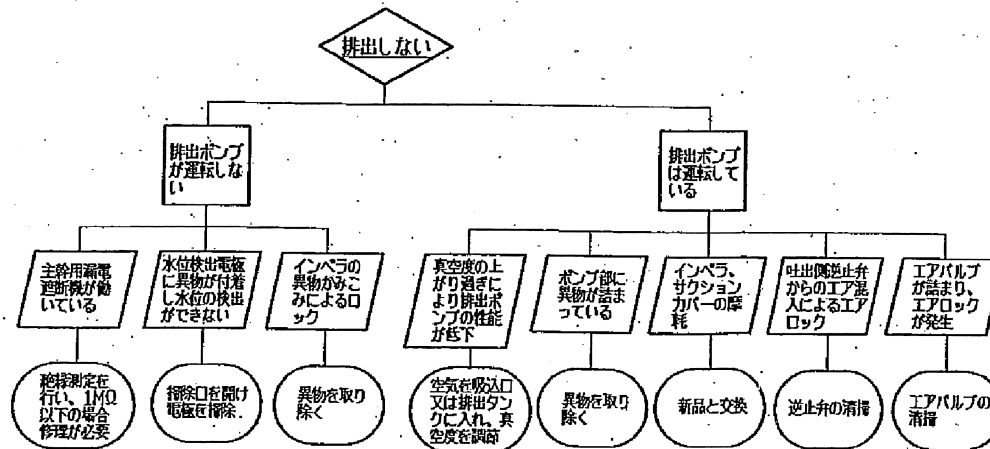 排出しない
排出ポンプ
が運転しな
い
排出ポンプ
は運転して
いる
主幹用漏電
遮断機が働
いている
水位検出電極
に異物が付着
し水位の検出
ができない
インペラの
異物かみこ
みによるロ
ック
真空度の上
がり過ぎに
より排出ポ
ンプの性能
が低下
ポンプ部に
異物が詰ま
っている
インペラ、
サクション
カバーの摩
耗
吐出側逆止弁
からのエア混
入によるエア
ロック
エアバルブ
が詰まり、
エアロック
が発生
絶縁測定を
行い、1MΩ
以下の場合
修理が必要
掃除口を開け
電極を掃除
異物を取り
除く
空気を吸込口
又は排出タン
クに入れ、真
空度を調節
異物を取り
除く
新品と交換
逆止弁の清掃
エアバルブの
清掃